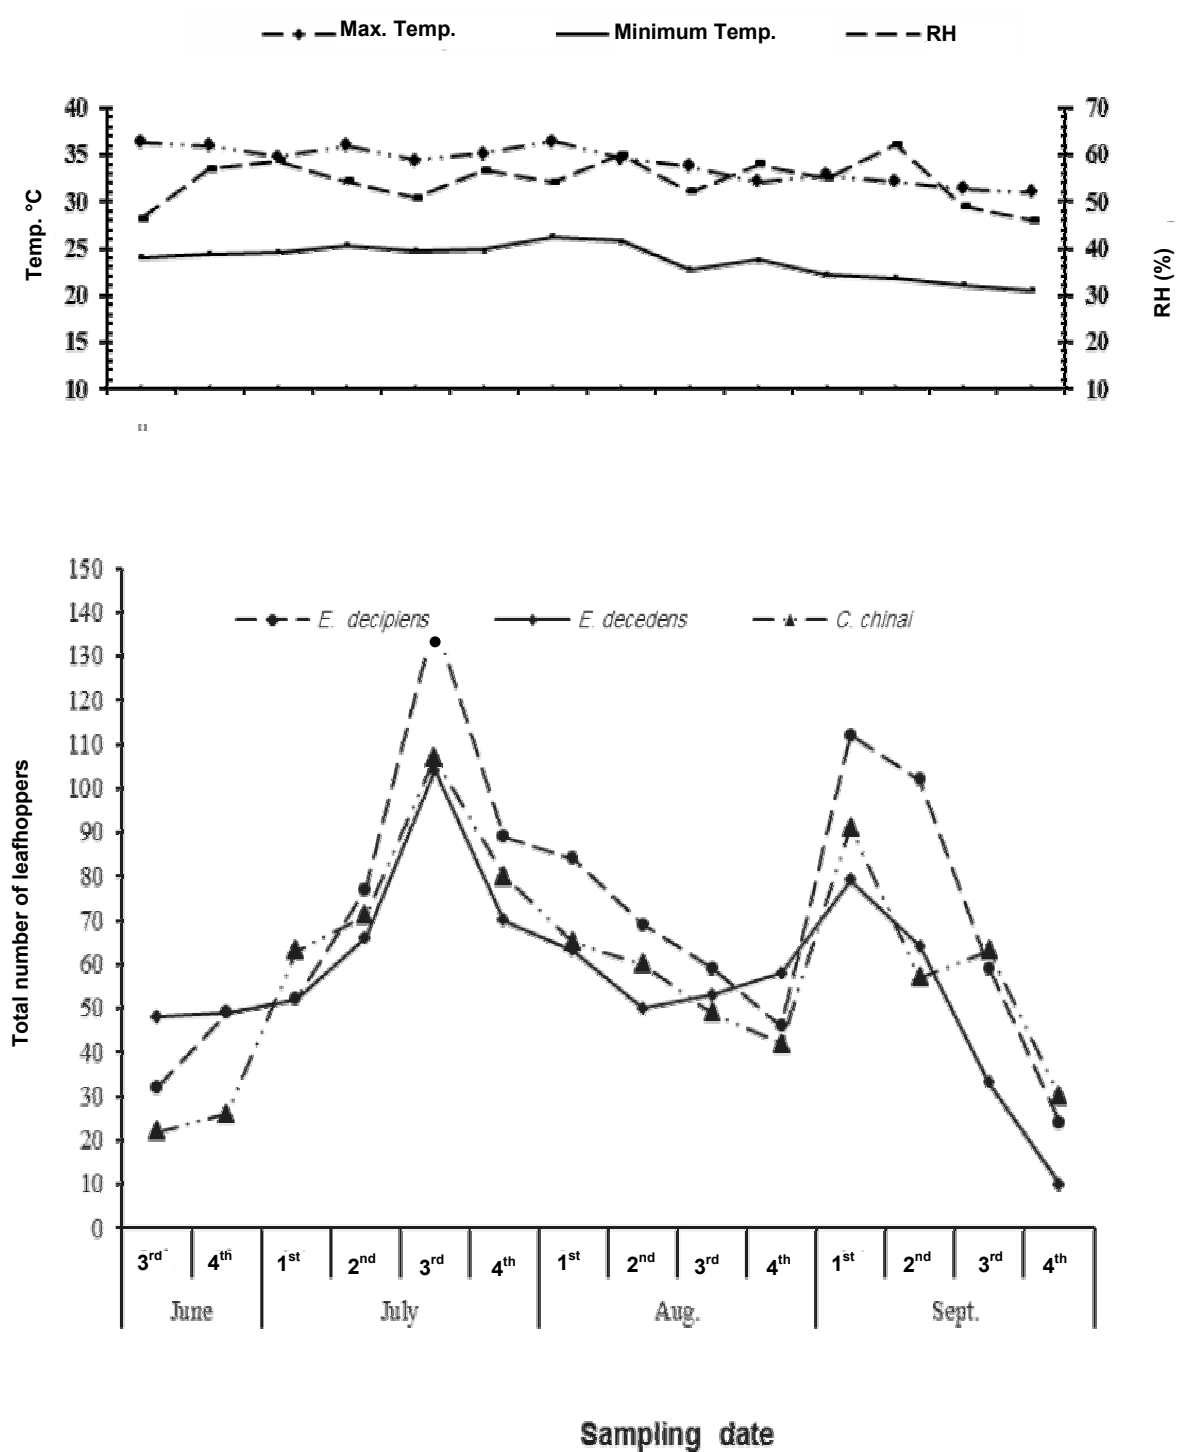 Max. Temp. Minimum Temp. RH
40 70
35 60
30 50
25 40
20 30
15 20
10 10
Temp. °C
RH (%)
150
140
130
120
110
100
90
80
70
60
50
40
30
20
10
0
E. decipiens E. decedens C. chinai
Total number of leafhoppers
3rd 4th 1st 2nd 3rd 4th 1st 2nd 3rd 4th 1st 2nd 3rd 4th
June July Aug. Sept.
Sampling date